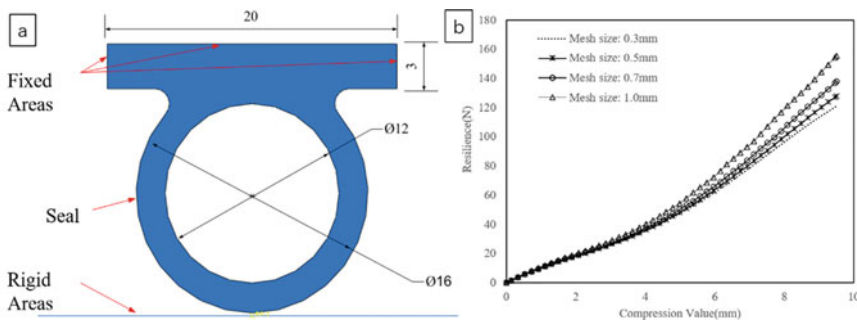 a
20
3
Fixed
Areas
Ø12
Seal
Ø16
Rigid
Areas
b
Resilience(N)
180
160
140
120
100
80
60
40
20
0
Mesh size: 0.3mm
Mesh size: 0.5mm
Mesh size: 0.7mm
Mesh size: 1.0mm
0 2 4 6 8 10
Compression Value(mm)